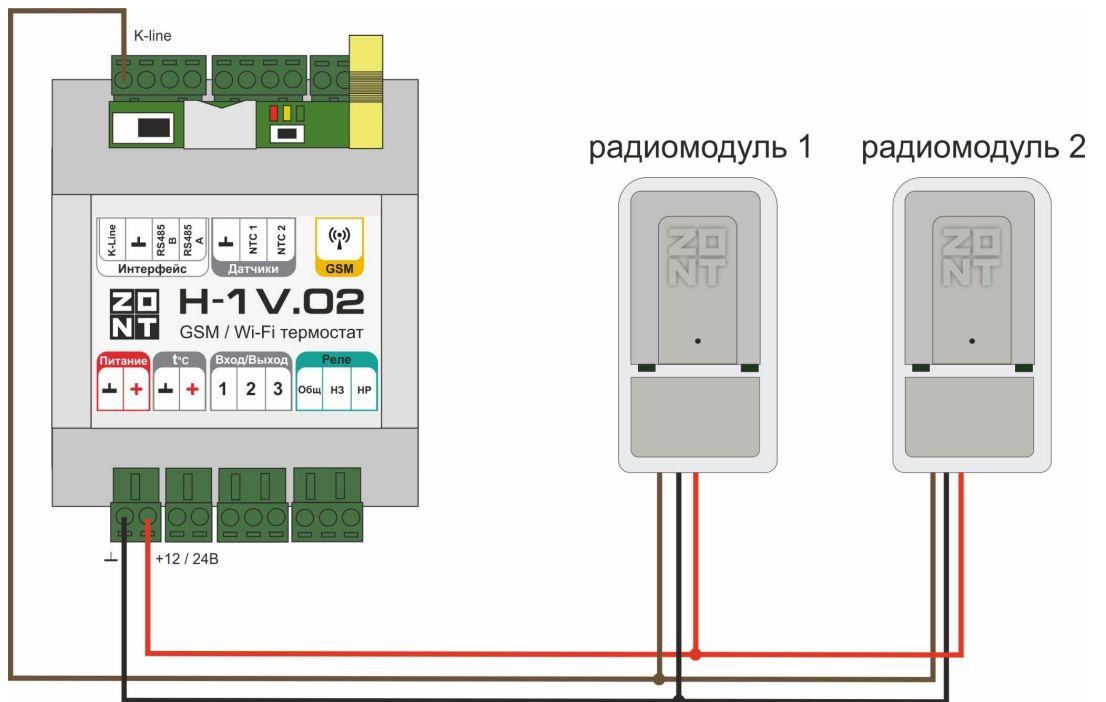 K-line
радиомодуль 1
радиомодуль 2
ZONT
ZONT
K-Line
RS485 B
RS485 A
NTC 1
NTC 2
Интерфейс
Датчики
GSM
ZONT
H-1V.02
GSM / Wi-Fi термостат
Питание
t°C
Вход/Выход
Реле
+
+
1
2
3
Общ
НЗ
НР
+12 / 24В